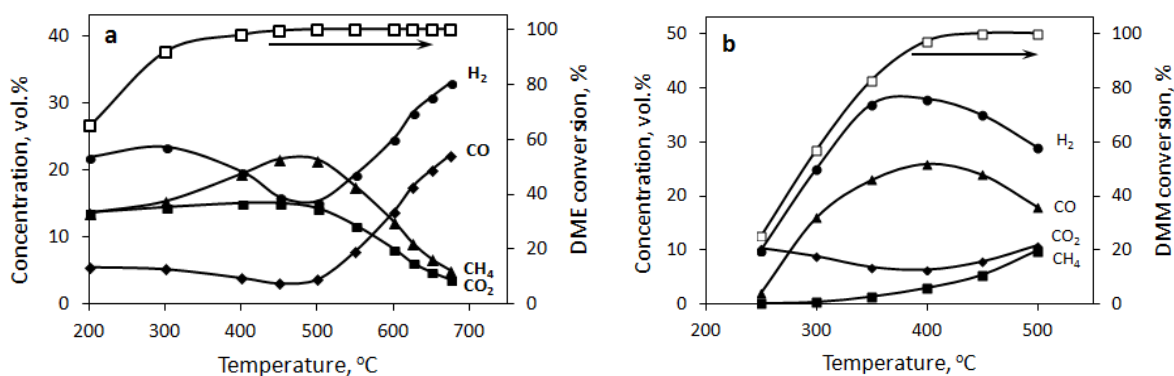 a
40
30
20
10
0
Concentration, vol.%
100
80
60
40
20
0
DME conversion, %
H2
CO
CH4
CO2
200 300 400 500 600 700
Temperature, oC
b
50
40
30
20
10
0
Concentration, vol.%
100
80
60
40
20
0
DMM conversion, %
H2
CO
CO2
CH4
200 300 400 500
Temperature, oC